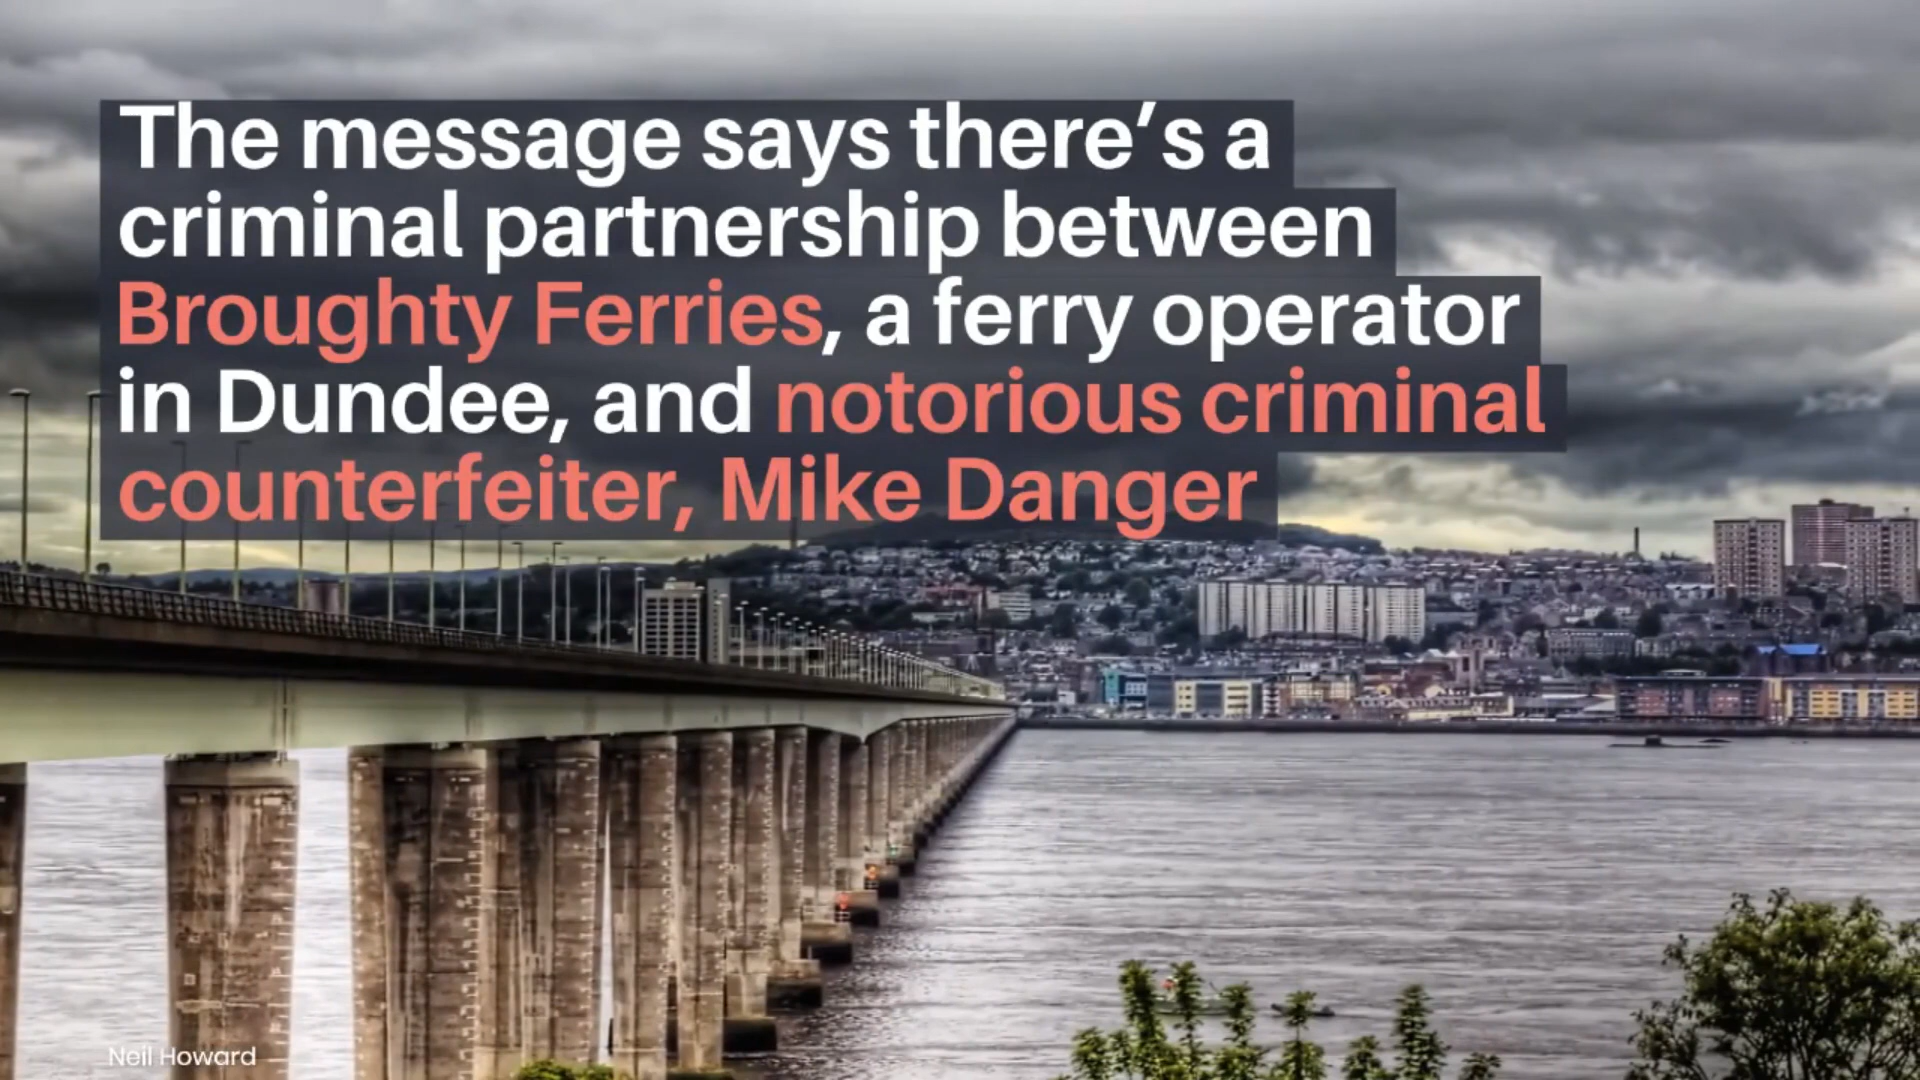 The message says there’s a
criminal partnership between
Broughty Ferries, a ferry operator
in Dundee, and notorious criminal
counterfeiter, Mike Danger
Neil Howard